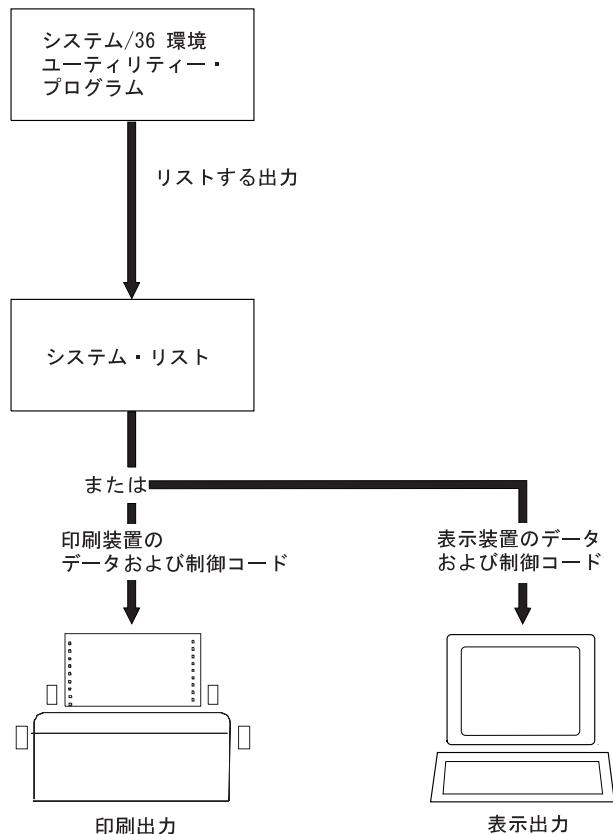 システム/36 環境
ユーティリティー・
プログラム
リストする出力
システム・リスト
または
印刷装置の
データおよび制御コード
表示装置のデータ
および制御コード
印刷出力
表示出力